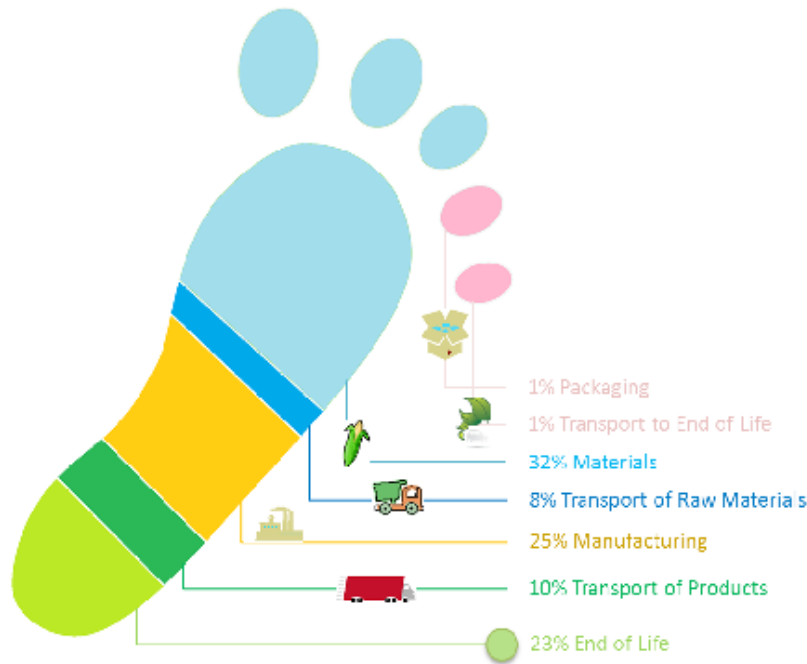 1% Packaging
1% Transport to End of Life
32% Materials
8% Transport of Raw Materials
25% Manufacturing
10% Transport of Products
23% End of Life